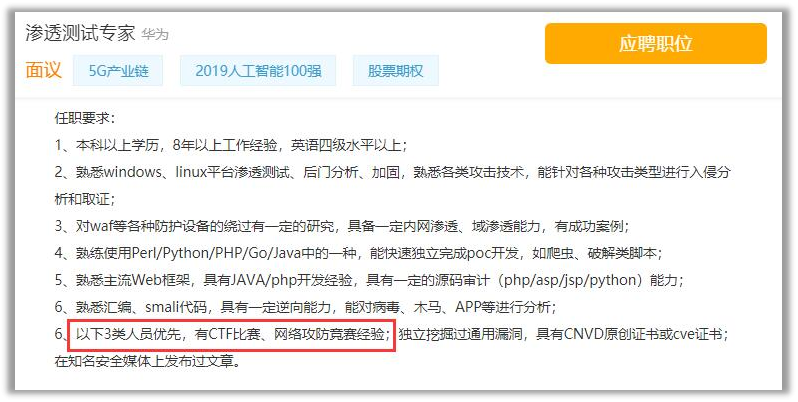 渗透测试专家 华为
应聘职位
面议 5G产业链 2019人工智能100强 股票期权
任职要求：
1、本科以上学历，8年以上工作经验，英语四级水平以上；
2、熟悉windows、linux平台渗透测试、后门分析、加固，熟悉各类攻击技术，能针对各种攻击类型进行入侵分
析和取证；
3、对waf等各种防护设备的绕过有一定的研究，具备一定内网渗透、域渗透能力，有成功案例；
4、熟练使用Perl/Python/PHP/Go/Java中的一种，能快速独立完成poc开发，如爬虫、破解类脚本；
5、熟悉主流Web框架，具有JAVA/php开发经验，具有一定的源码审计（php/asp/jsp/python）能力；
6、熟悉汇编、smali代码，具有一定逆向能力，能对病毒、木马、APP等进行分析；
6、以下3类人员优先，有CTF比赛、网络攻防竞赛经验；独立挖掘过通用漏洞，具有CNVD原创证书或cve证书；
在知名安全媒体上发布过文章。